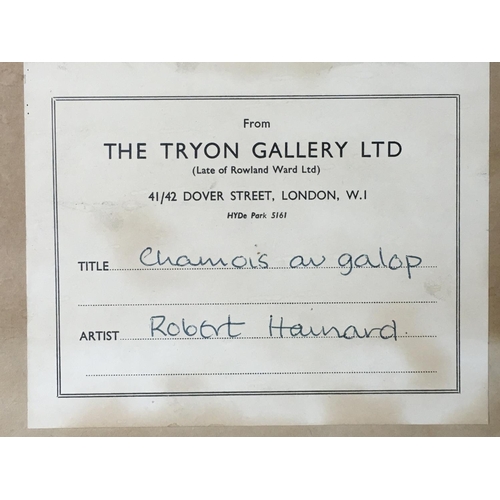 From
THE TRYON GALLERY LTD
(Late of Rowland Ward Ltd)
41/42 DOVER STREET, LONDON, W.1
HYDe Park 5161
TITLE Chamois au galop
ARTIST Robert Hainard.